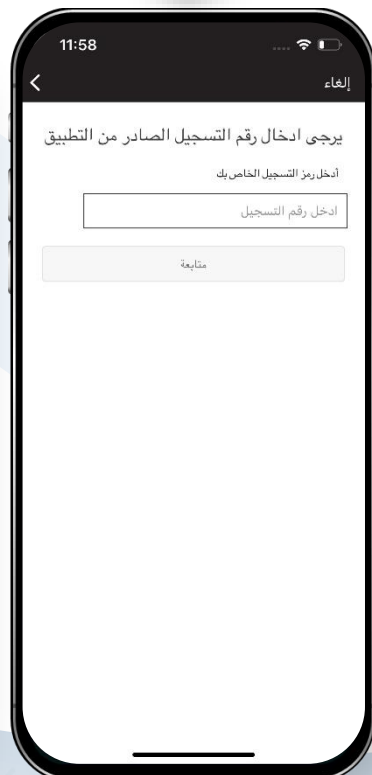 11:58
إلغاء
يرجى ادخال رقم التسجيل الصادر من التطبيق
أدخل رمز التسجيل الخاص بك
ادخل رقم التسجيل
متابعة